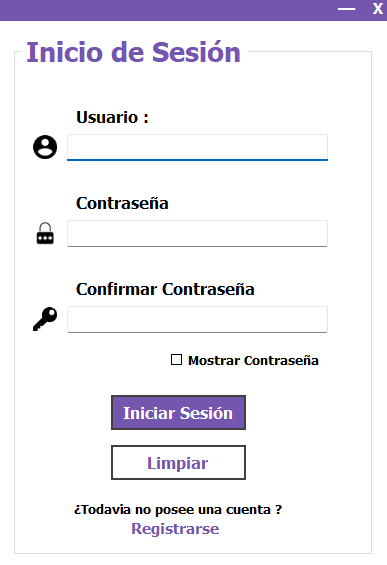 — X
Inicio de Sesión
Usuario :
Contraseña
Confirmar Contraseña
Mostrar Contraseña
Iniciar Sesión
Limpiar
¿Todavia no posee una cuenta ?
Registrarse